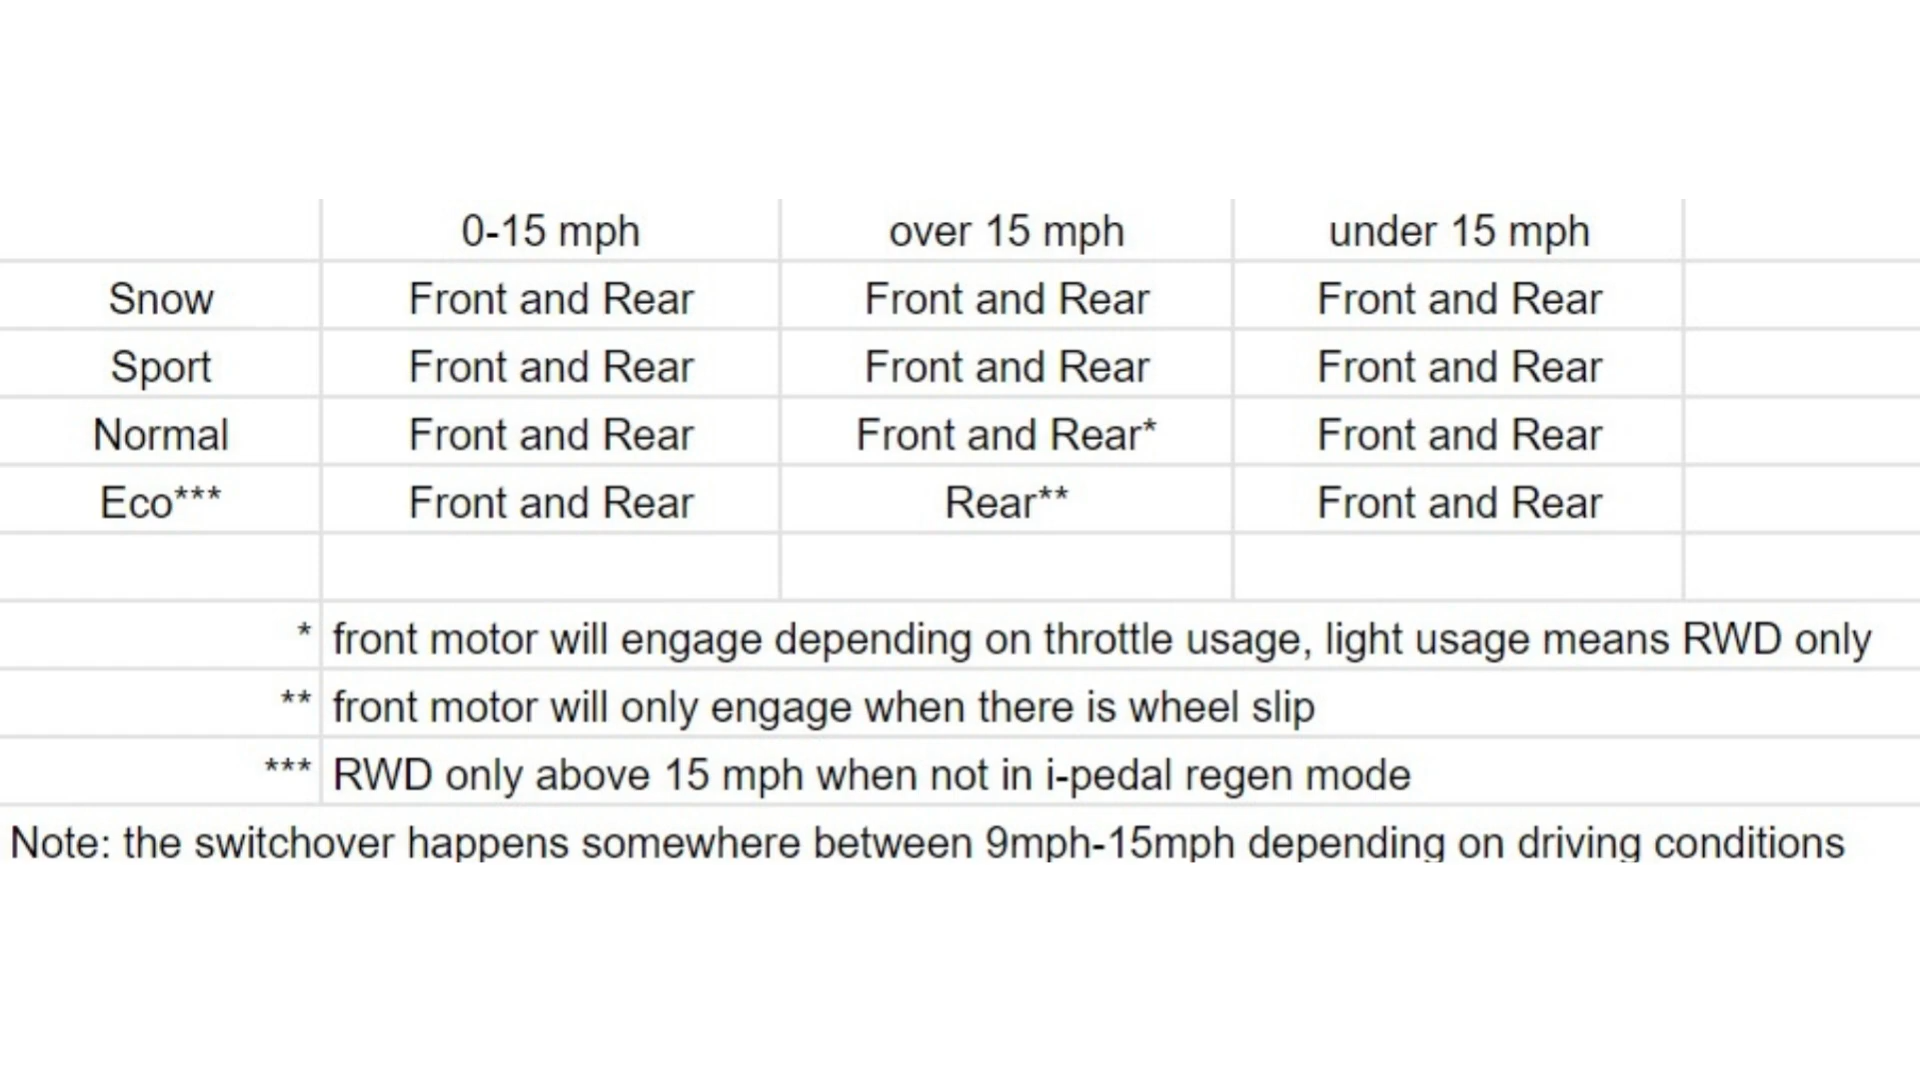 0-15 mph over 15 mph under 15 mph
Snow Front and Rear Front and Rear Front and Rear
Sport Front and Rear Front and Rear Front and Rear
Normal Front and Rear Front and Rear* Front and Rear
Eco*** Front and Rear Rear** Front and Rear
* front motor will engage depending on throttle usage, light usage means RWD only
** front motor will only engage when there is wheel slip
*** RWD only above 15 mph when not in i-pedal regen mode
Note: the switchover happens somewhere between 9mph-15mph depending on driving conditions